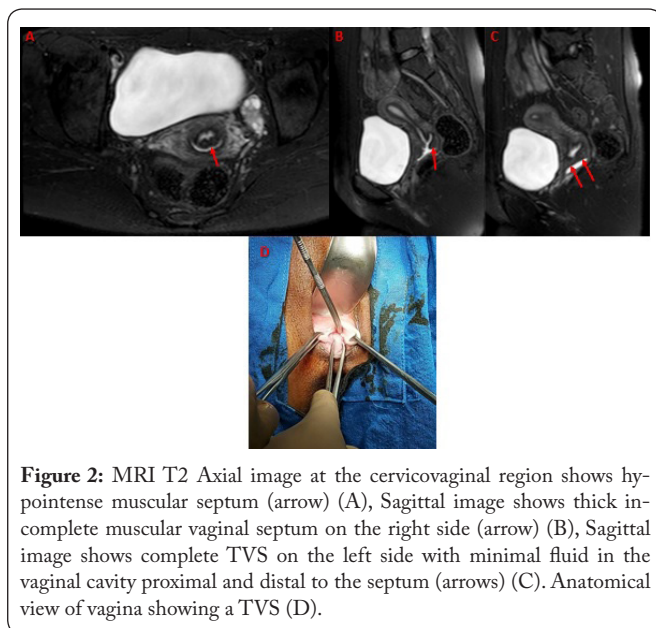 A
B
C
D
Figure 2: MRI T2 Axial image at the cervicovaginal region shows hy-
pointense muscular septum (arrow) (A), Sagittal image shows thick in-
complete muscular vaginal septum on the right side (arrow) (B), Sagittal
image shows complete TVS on the left side with minimal fluid in the
vaginal cavity proximal and distal to the septum (arrows) (C). Anatomical
view of vagina showing a TVS (D).